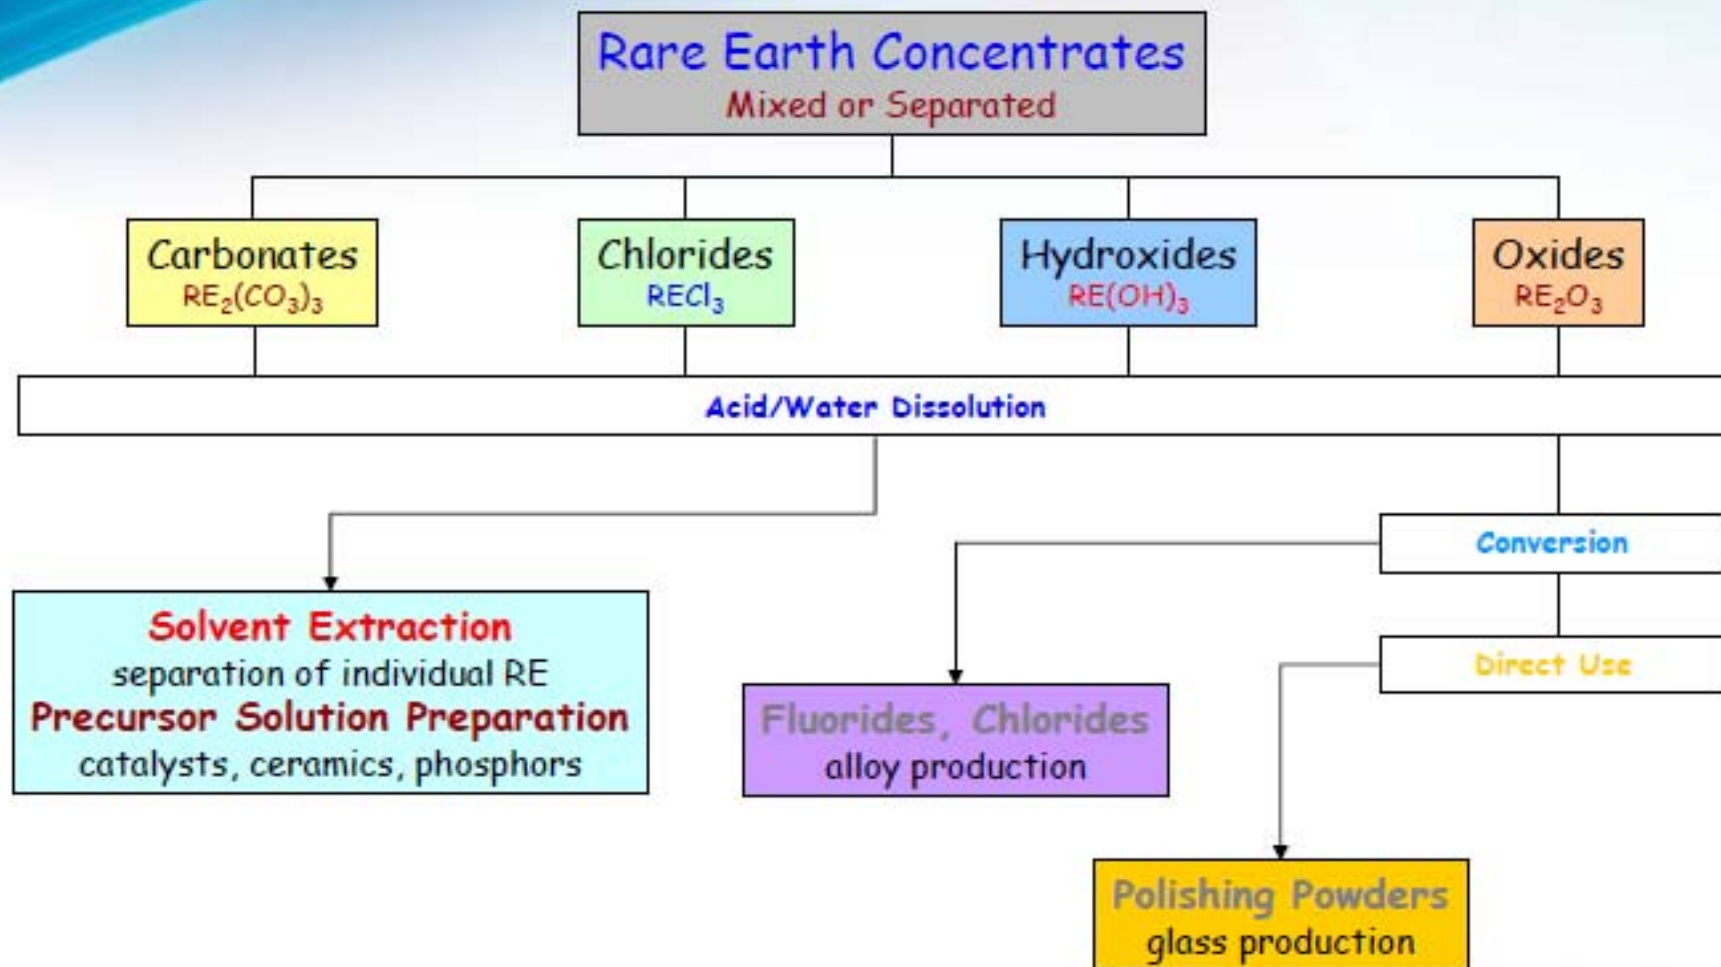 Rare Earth Concentrates
Mixed or Separated
Carbonates
RE₂(CO₃)₃
Chlorides
RECl₃
Hydroxides
RE(OH)₃
Oxides
RE₂O₃
Acid/Water Dissolution
Conversion
Direct Use
Solvent Extraction
separation of individual RE
Precursor Solution Preparation
catalysts, ceramics, phosphors
Fluorides, Chlorides
alloy production
Polishing Powders
glass production